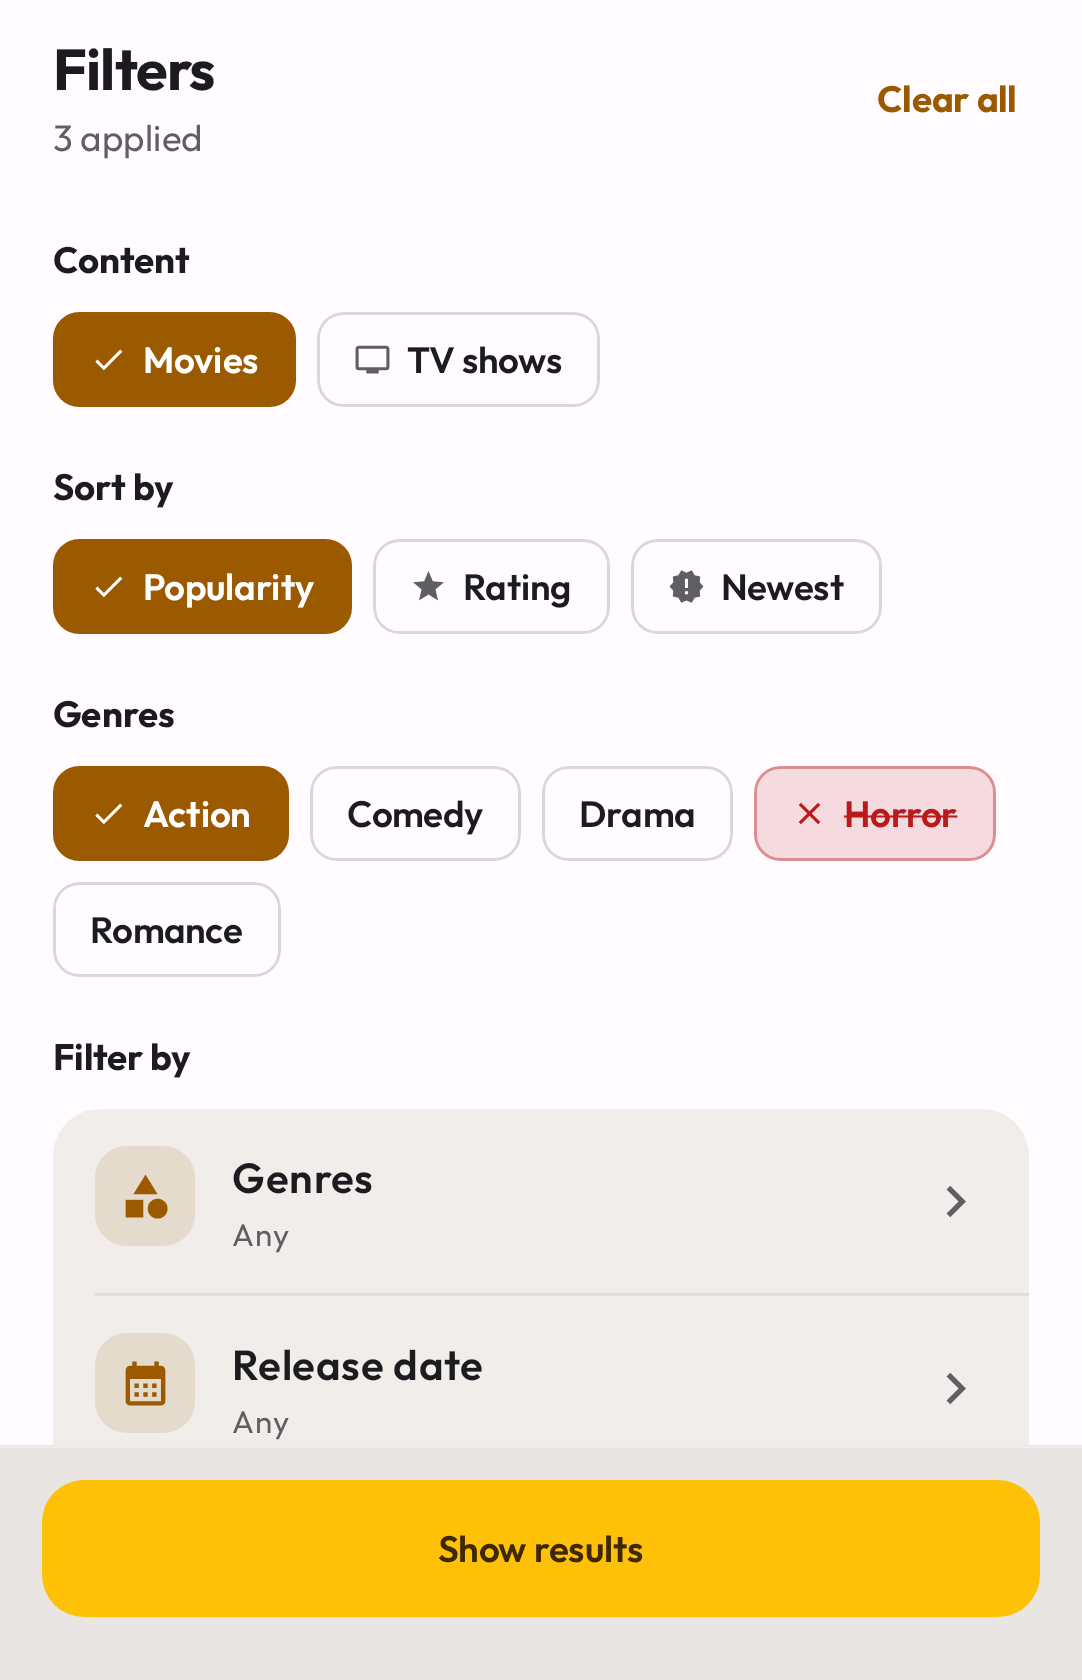 Filters
3 applied
Clear all
Content
Movies
TV shows
Sort by
Popularity
Rating
Newest
Genres
Action
Comedy
Drama
Horror
Romance
Filter by
Genres
Any
Release date
Any
Show results